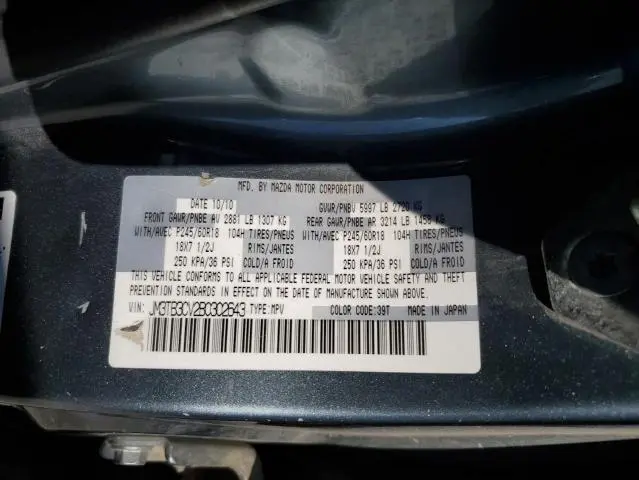 MFD. BY MAZDA MOTOR CORPORATION
DATE 10/10 GVWR/PNBV 5997 LB 2720 KG
FRONT GAWR/PNBE AV 2881 LB 1307 KG REAR GAWR/PNBE AR 3214 LB 1458 KG
WITH/AVEC P245/60R18 104H TIRES/PNEUS WITH/AVEC P245/60R18 104H TIRES/PNEUS
18X7 1/2J RIMS/JANTES 18X7 1/2J RIMS/JANTES
250 KPA/36 PSI COLD/A FROID 250 KPA/36 PSI COLD/A FROID
THIS VEHICLE CONFORMS TO ALL APPLICABLE FEDERAL MOTOR VEHICLE SAFETY AND THEFT
PREVENTION STANDARDS IN EFFECT ON THE DATE OF MANUFACTURE SHOWN ABOVE.
VIN: JM3TB3CV2B0302643 TYPE:MPV COLOR CODE:39T MADE IN JAPAN